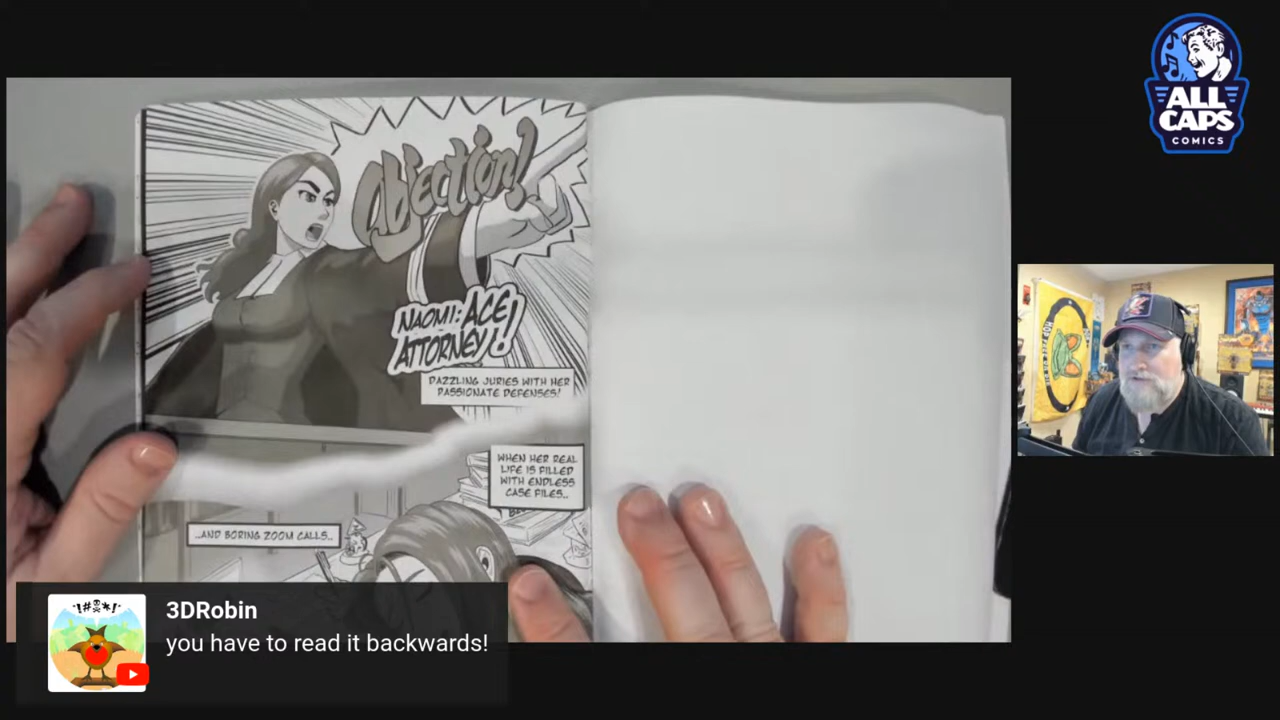 Objection!
NAOMI: ACE
ATTORNEY!
DAZZLING JURIES WITH HER
PASSIONATE DEFENSES!
WHEN HER REAL
LIFE IS FILLED
WITH ENDLESS
CASE FILES..
..AND BORING ZOOM CALLS..
ALL
CAPS
COMICS
"!#*!"
3DRobin
you have to read it backwards!